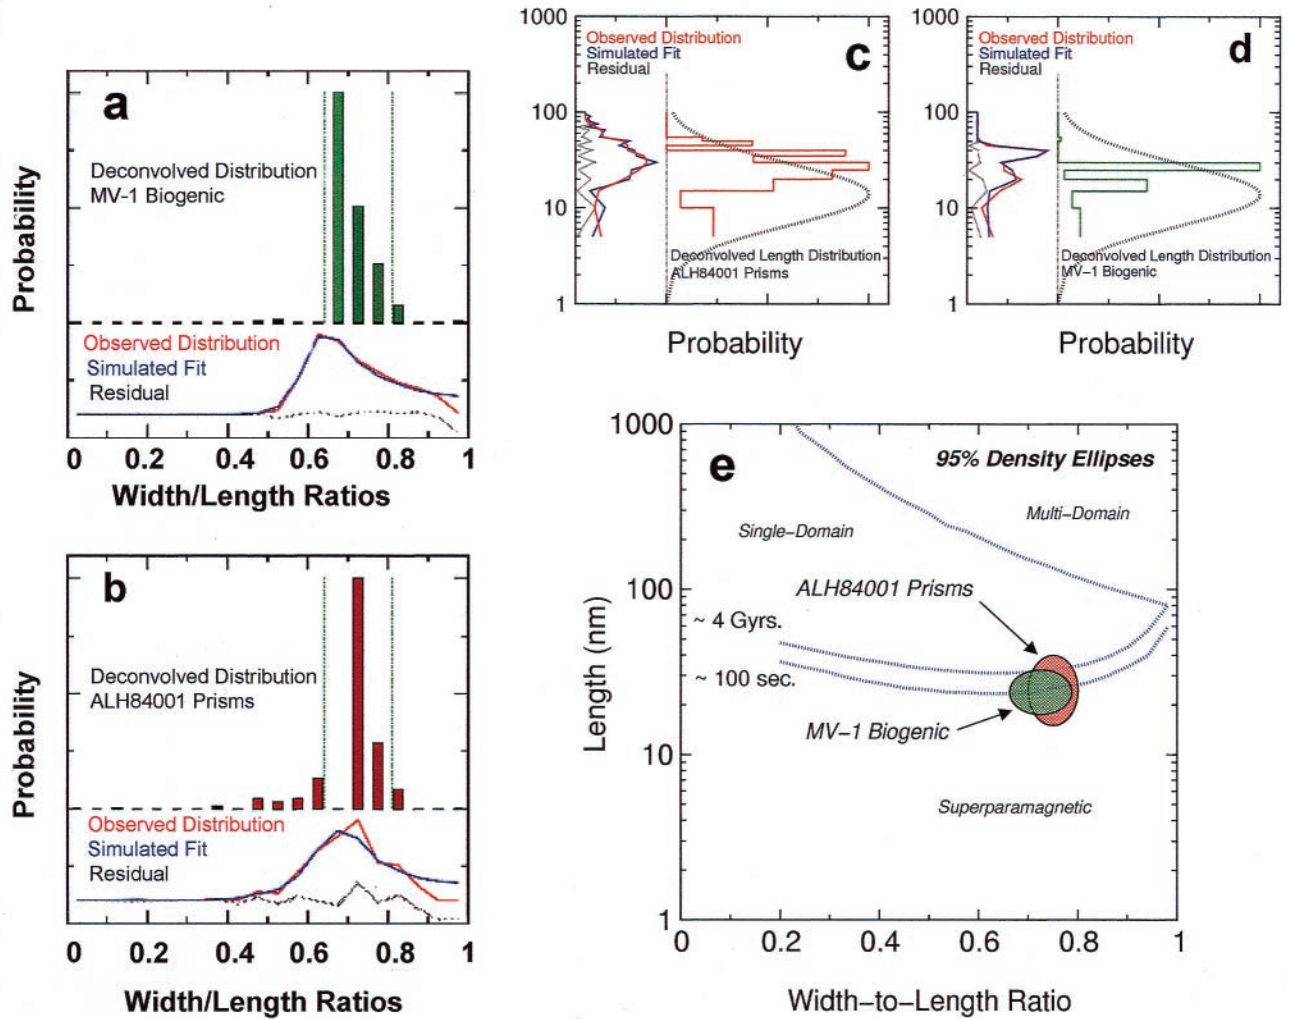 a
Deconvolved Distribution
MV-1 Biogenic
Probability
Observed Distribution
Simulated Fit
Residual
0 0.2 0.4 0.6 0.8 1
Width/Length Ratios
b
Deconvolved Distribution
ALH84001 Prisms
Probability
Observed Distribution
Simulated Fit
Residual
0 0.2 0.4 0.6 0.8 1
Width/Length Ratios
1000
100
10
1
Observed Distribution
Simulated Fit
Residual
c
Deconvolved Length Distribution
ALH84001 Prisms
Probability
1000
100
10
1
Observed Distribution
Simulated Fit
Residual
d
Deconvolved Length Distribution
MV-1 Biogenic
Probability
1000
100
10
1
Length (nm)
e
95% Density Ellipses
Single-Domain
Multi-Domain
ALH84001 Prisms
~ 4 Gyrs.
~ 100 sec.
MV-1 Biogenic
Superparamagnetic
0 0.2 0.4 0.6 0.8 1
Width-to-Length Ratio